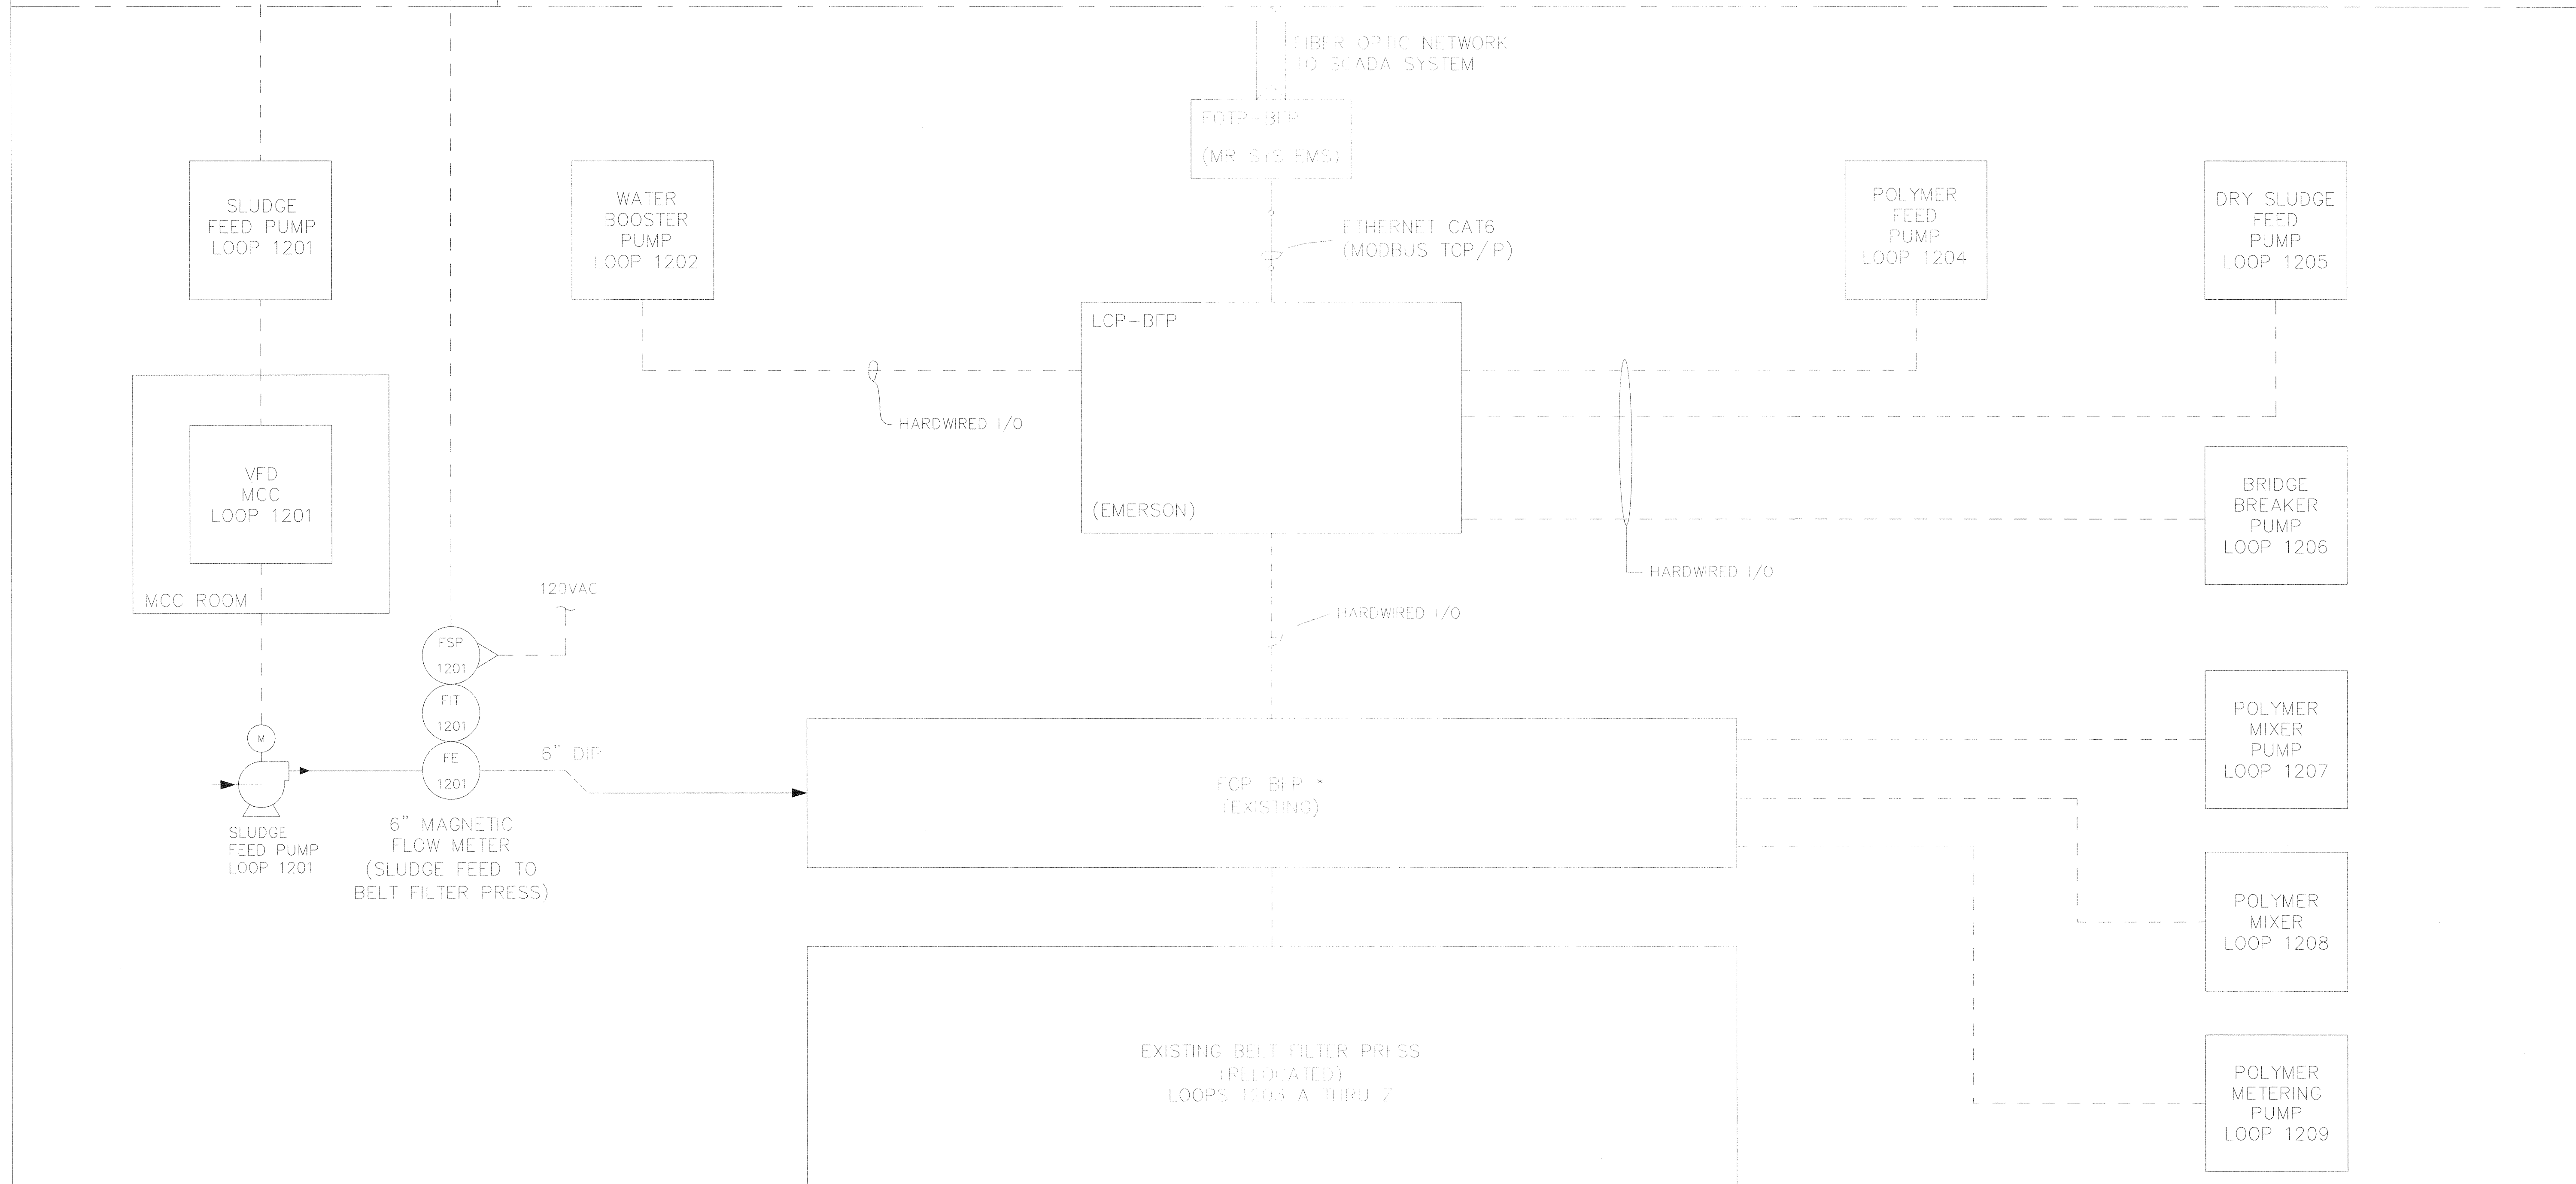 FIBER OPTIC NETWORK
TO SCADA SYSTEM
FOTP-BFP
(MR SYSTEMS)
SLUDGE
FEED PUMP
LOOP 1201
WATER
BOOSTER
PUMP
LOOP 1202
ETHERNET CAT6
(MODBUS TCP/IP)
POLYMER
FEED
PUMP
LOOP 1204
DRY SLUDGE
FEED
PUMP
LOOP 1205
LCP-BFP
(EMERSON)
HARDWIRED I/O
VFD
MCC
LOOP 1201
MCC ROOM
BRIDGE
BREAKER
PUMP
LOOP 1206
HARDWIRED I/O
120VAC
HARDWIRED I/O
FSP
1201
FIT
1201
FE
1201
M
6" DIP
SLUDGE
FEED PUMP
LOOP 1201
6" MAGNETIC
FLOW METER
(SLUDGE FEED TO
BELT FILTER PRESS)
FCP-BFP *
(EXISTING)
POLYMER
MIXER
PUMP
LOOP 1207
POLYMER
MIXER
LOOP 1208
EXISTING BELT FILTER PRESS
(RELOCATED)
LOOPS 1203 A THRU Z
POLYMER
METERING
PUMP
LOOP 1209